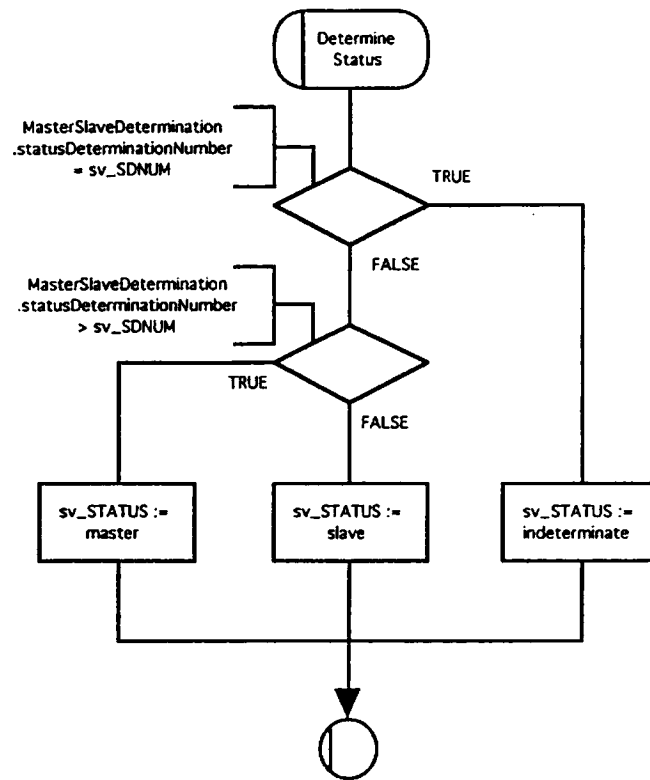 Determine
Status
MasterSlaveDetermination
.statusDeterminationNumber
= sv_SDNUM
TRUE
FALSE
MasterSlaveDetermination
.statusDeterminationNumber
> sv_SDNUM
TRUE
FALSE
sv_STATUS :=
master
sv_STATUS :=
slave
sv_STATUS :=
indeterminate